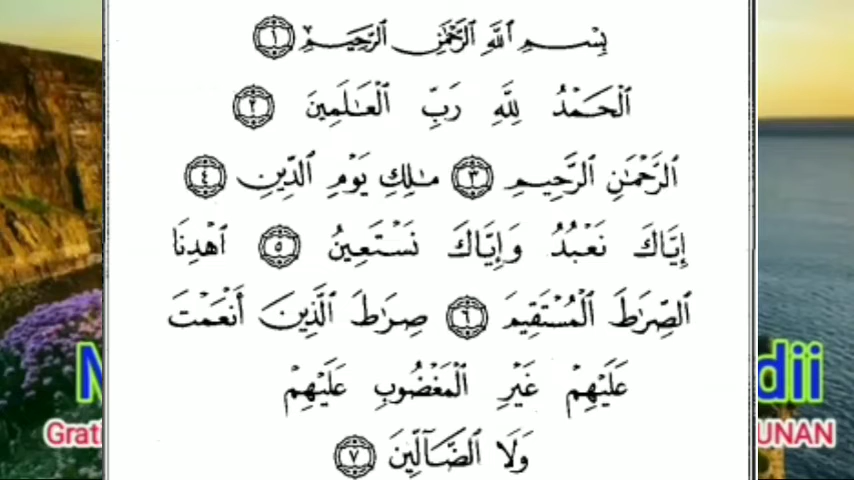 بِسْمِ ٱللَّهِ ٱلرَّحْمَٰنِ ٱلرَّحِيمِ ١
ٱلْحَمْدُ لِلَّهِ رَبِّ ٱلْعَٰلَمِينَ ٢
ٱلرَّحْمَٰنِ ٱلرَّحِيمِ ٣ مَٰلِكِ يَوْمِ ٱلدِّينِ ٤
إِيَّاكَ نَعْبُدُ وَإِيَّاكَ نَسْتَعِينُ ٥ ٱهْدِنَا
ٱلصِّرَٰطَ ٱلْمُسْتَقِيمَ ٦ صِرَٰطَ ٱلَّذِينَ أَنْعَمْتَ
عَلَيْهِمْ غَيْرِ ٱلْمَغْضُوبِ عَلَيْهِمْ
وَلَا ٱلضَّآلِّينَ ٧
dii
UNAN